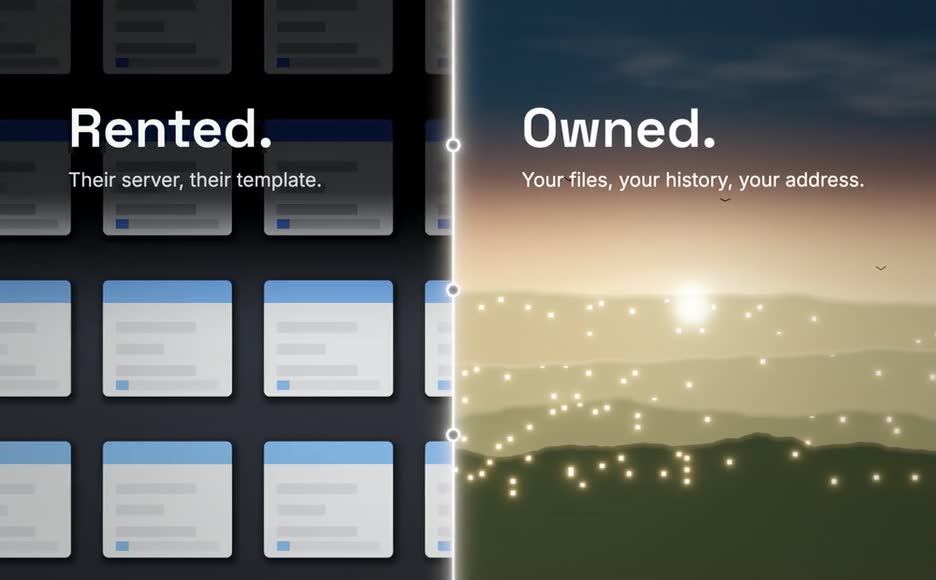 Rented.
Their server, their template.
Owned.
Your files, your history, your address.